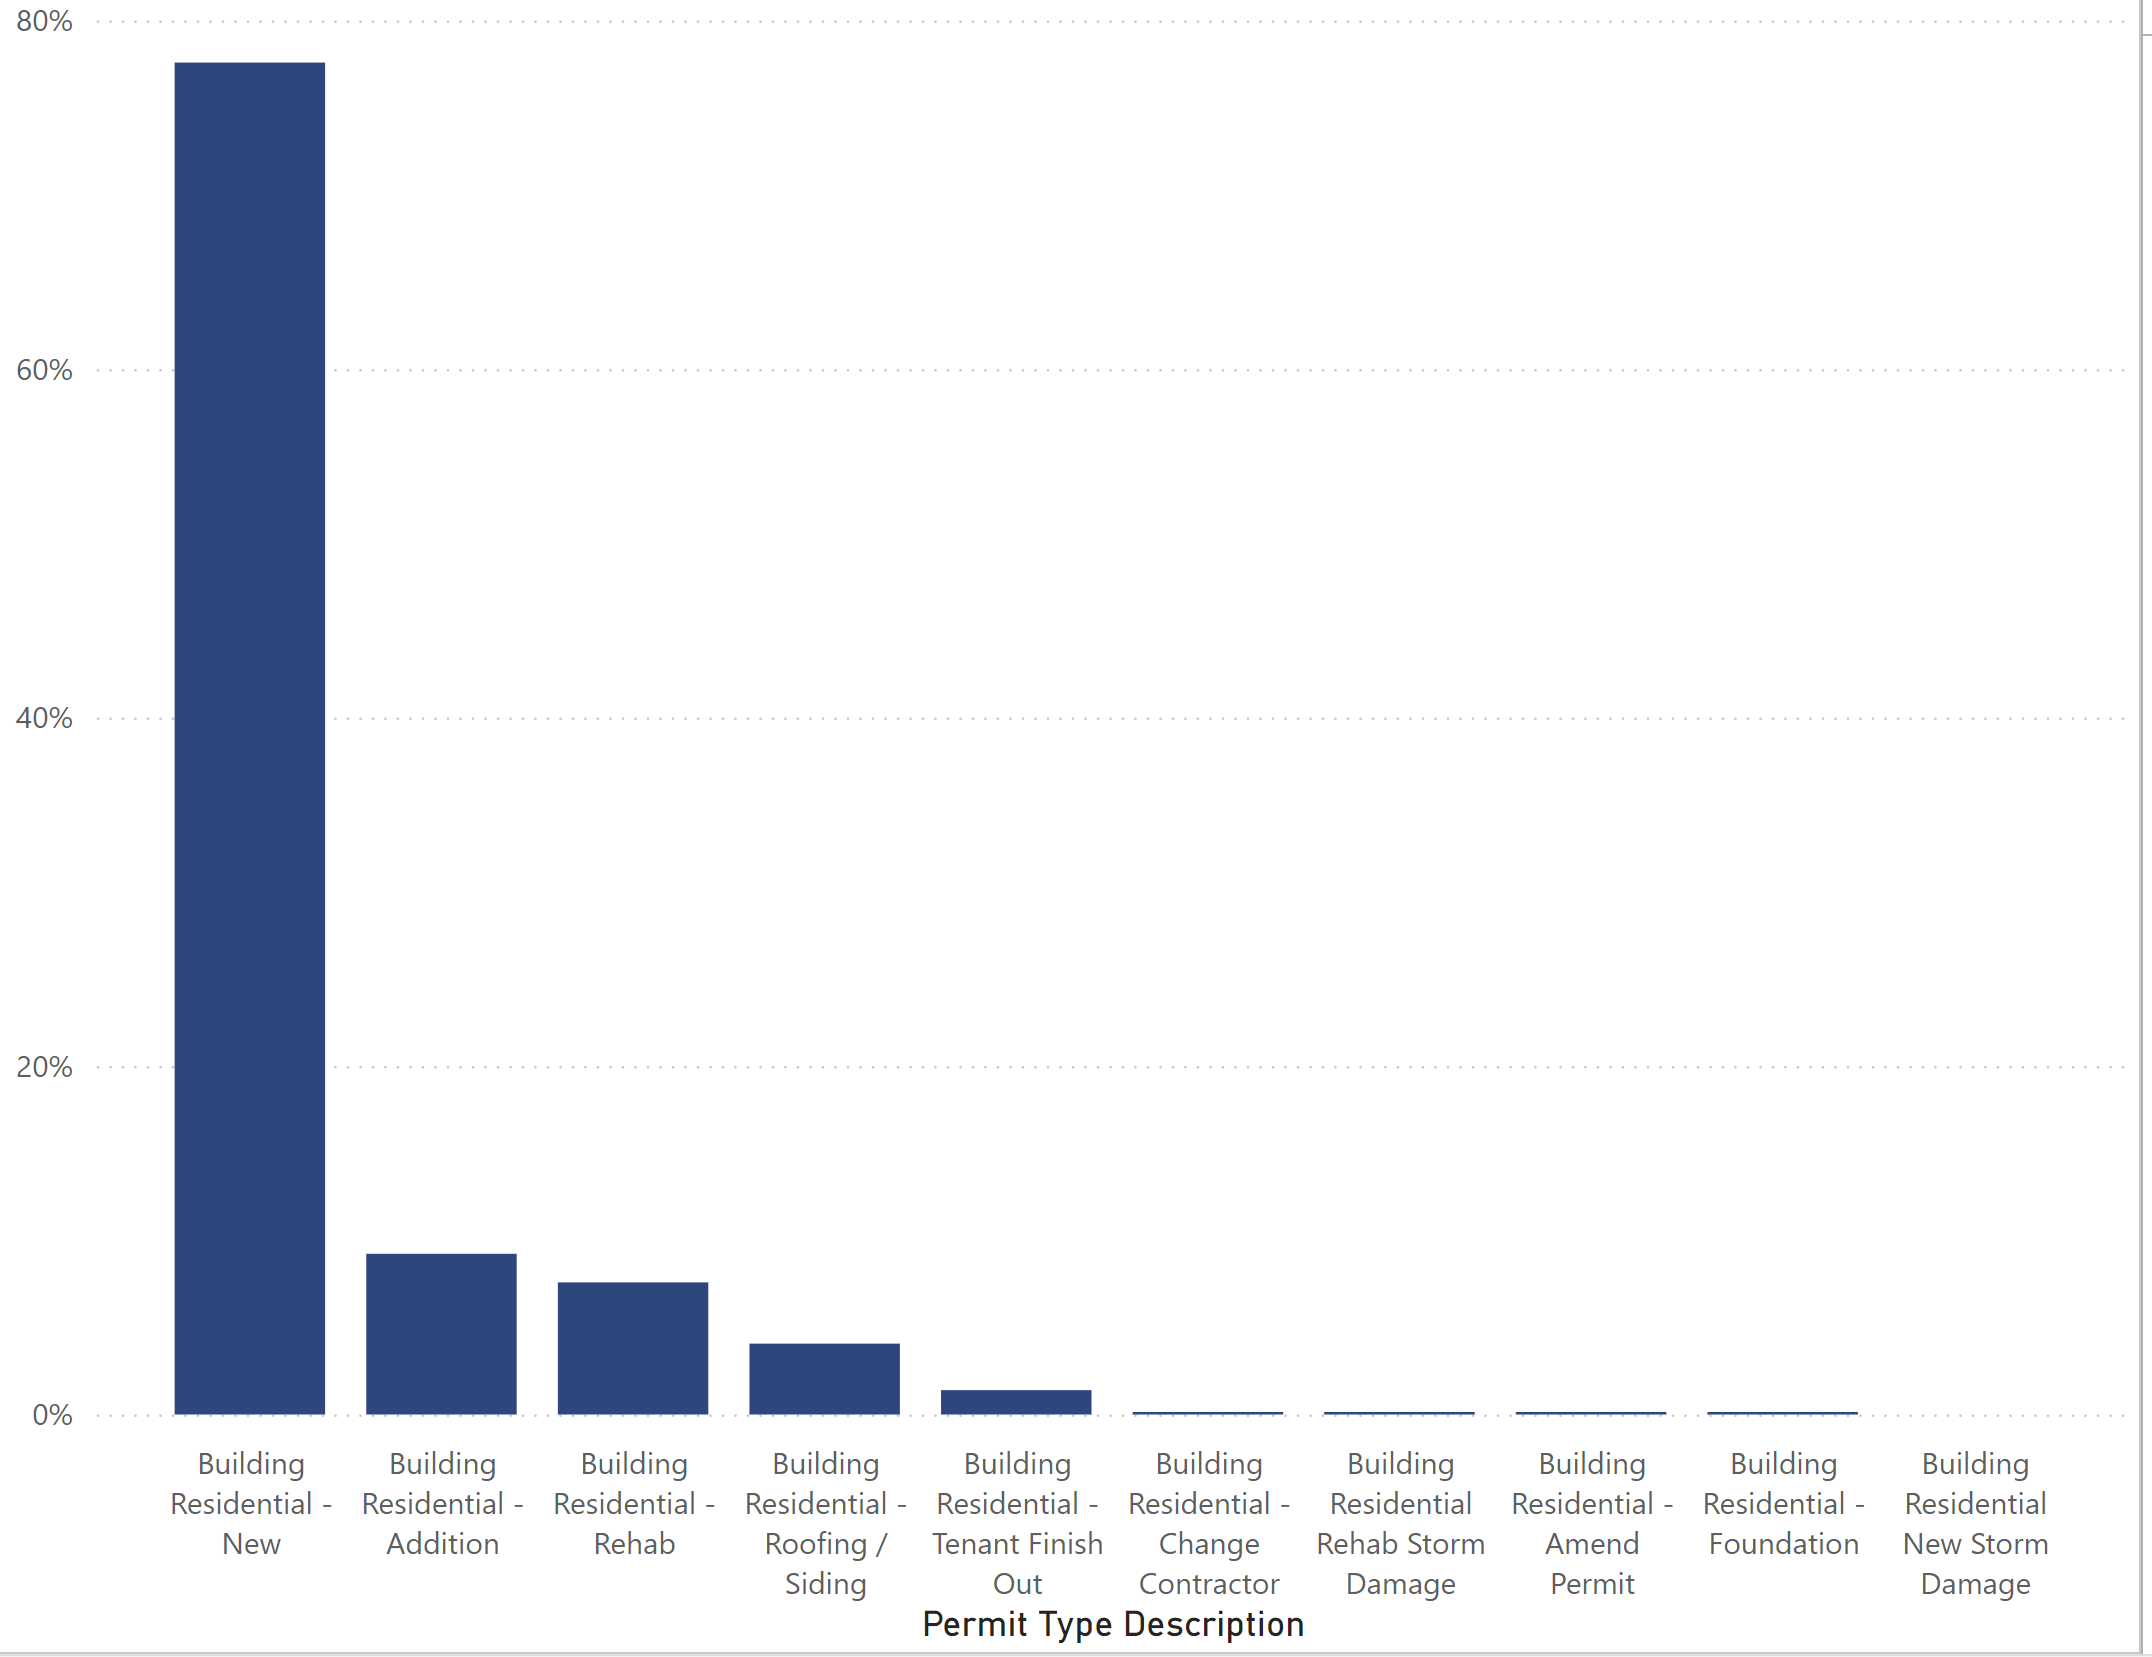 80%
60%
40%
20%
0%
Building
Residential -
New
Building
Residential -
Addition
Building
Residential -
Rehab
Building
Residential -
Roofing /
Siding
Building
Residential -
Tenant Finish
Out
Building
Residential -
Change
Contractor
Building
Residential
Rehab Storm
Damage
Building
Residential -
Amend
Permit
Building
Residential -
Foundation
Building
Residential
New Storm
Damage
Permit Type Description